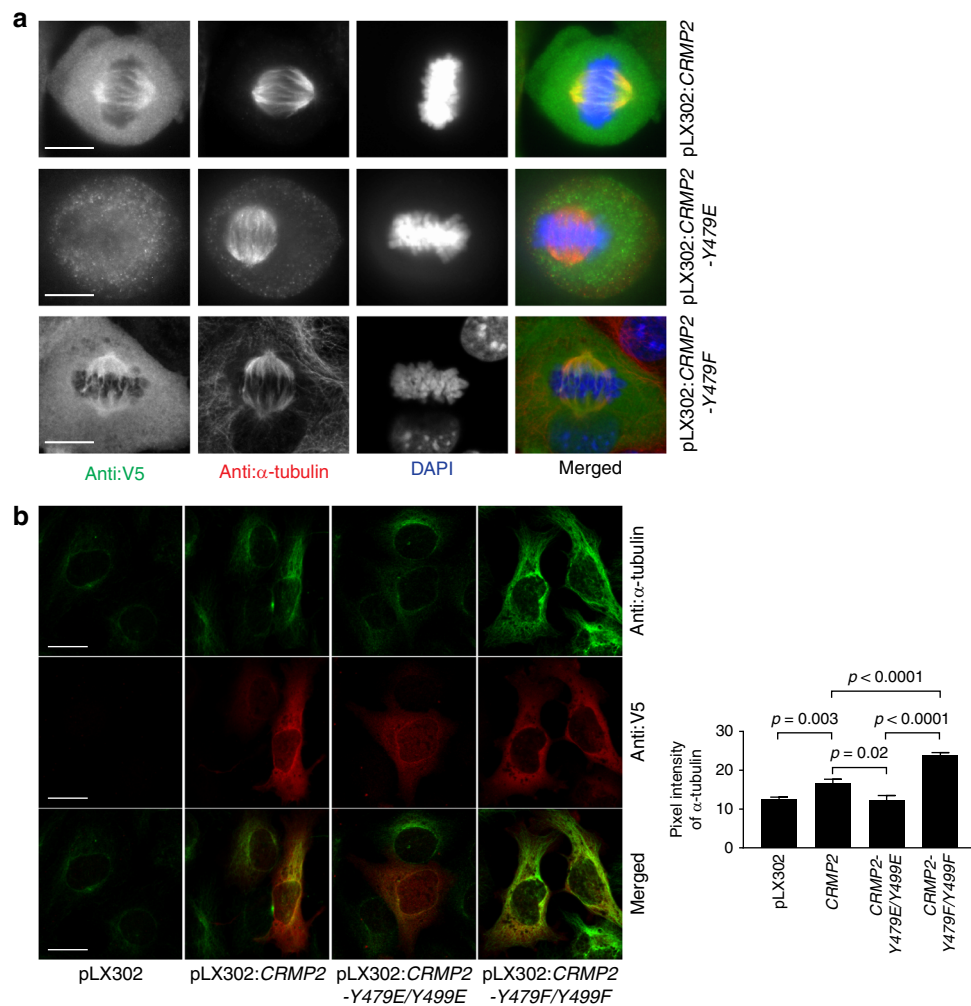 a
pLX302:CRMP2
pLX302:CRMP2
-Y479E
pLX302:CRMP2
-Y479F
Anti:V5
Anti:α-tubulin
DAPI
Merged
b
Anti:α-tubulin
Anti:V5
Merged
pLX302
pLX302:CRMP2
pLX302:CRMP2
-Y479E/Y499E
pLX302:CRMP2
-Y479F/Y499F
p < 0.0001
p = 0.003
p < 0.0001
p = 0.02
Pixel intensity
of α-tubulin
30
20
10
0
pLX302
CRMP2
CRMP2-
Y479E/Y499E
CRMP2-
Y479F/Y499F